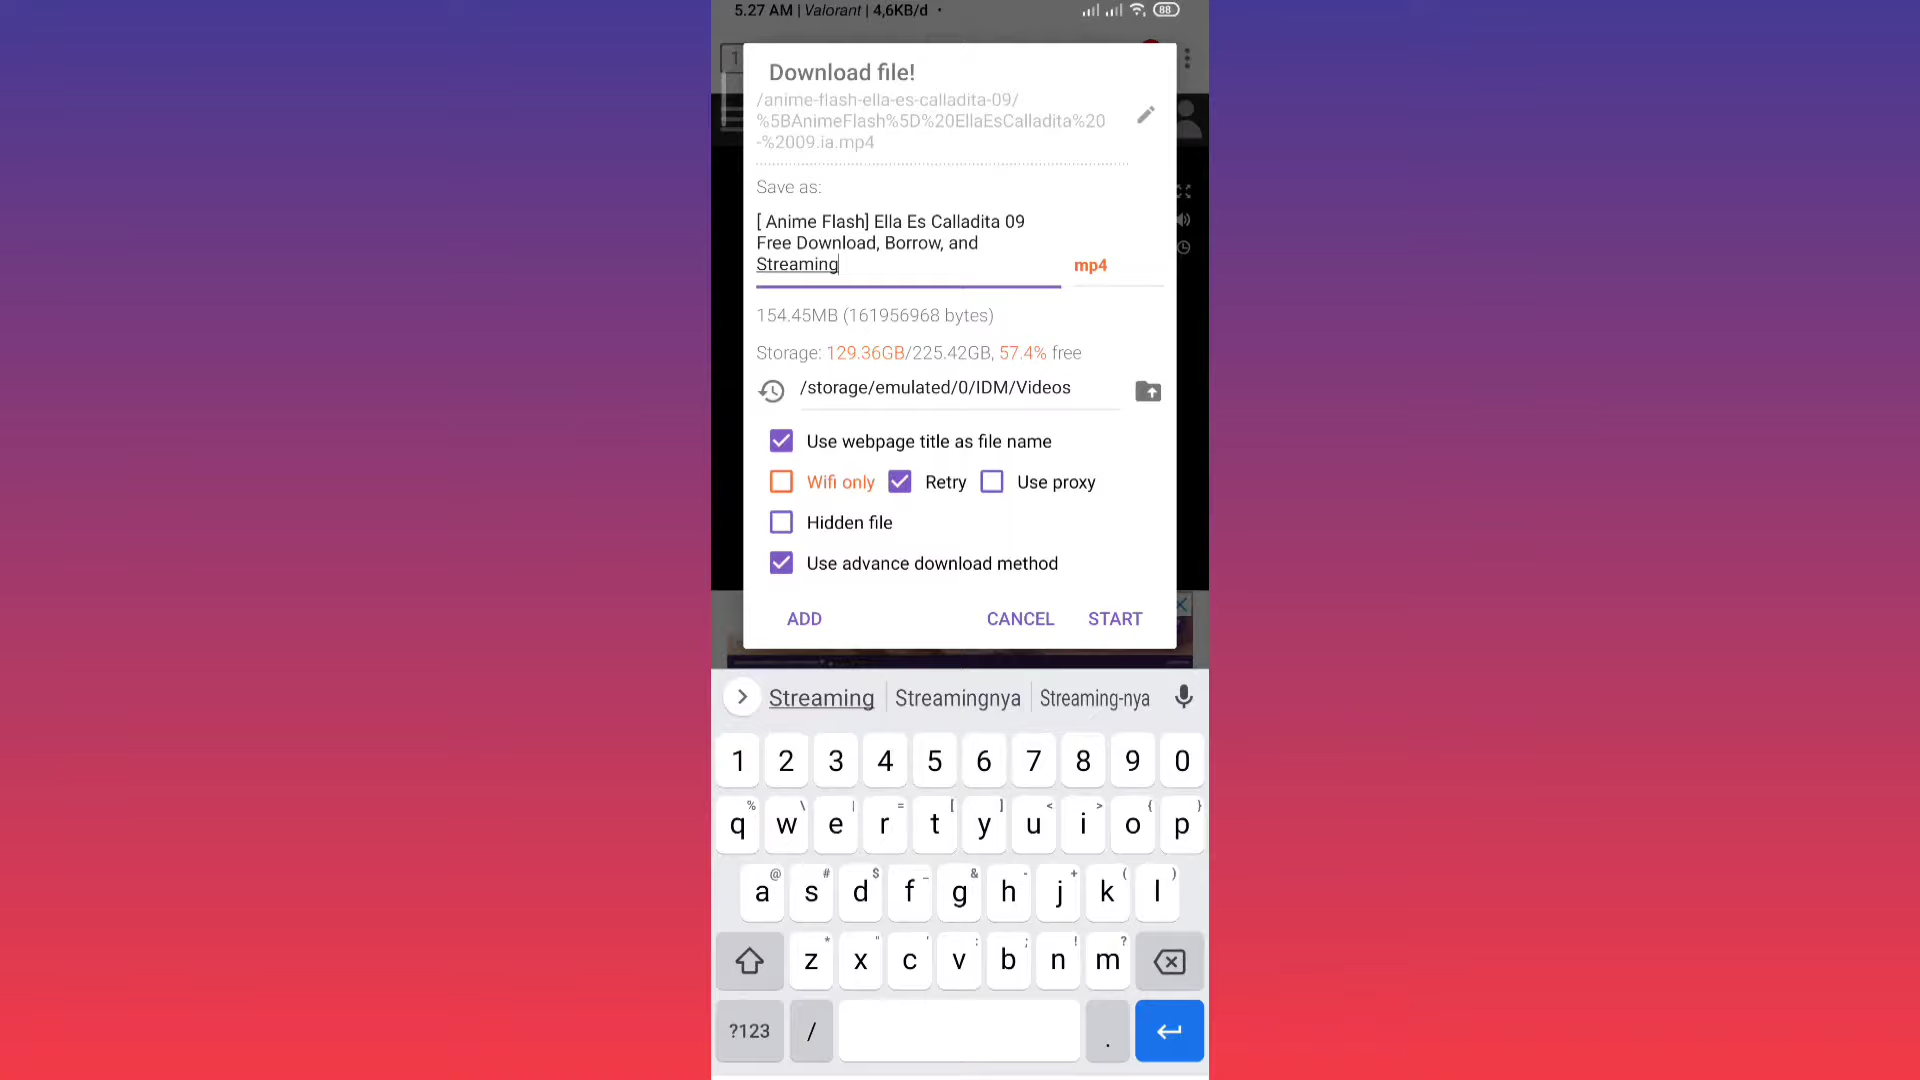 5.27 AM | Valorant | 4,6KB/d •
88
1
Download file!
/anime-flash-ella-es-calladita-09/
%5BAnimeFlash%5D%20EllaEsCalladita%20
-%2009.ia.mp4
Save as:
[ Anime Flash] Ella Es Calladita 09
Free Download, Borrow, and
Streaming
mp4
154.45MB (161956968 bytes)
Storage: 129.36GB/225.42GB, 57.4% free
/storage/emulated/0/IDM/Videos
Use webpage title as file name
Wifi only Retry Use proxy
Hidden file
Use advance download method
ADD CANCEL START
Streaming Streamingnya Streaming-nya
1 2 3 4 5 6 7 8 9 0
% \ | = [ ] < > { }
q w e r t y u i o p
@ # $ _ & - + ( )
a s d f g h j k l
* " ' : ; ! ?
z x c v b n m
?123 / .